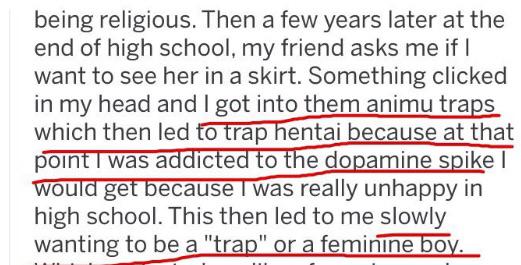 being religious. Then a few years later at the
end of high school, my friend asks me if I
want to see her in a skirt. Something clicked
in my head and I got into them animu traps
which then led to trap hentai because at that
point I was addicted to the dopamine spike I
would get because I was really unhappy in
high school. This then led to me slowly
wanting to be a "trap" or a feminine boy.